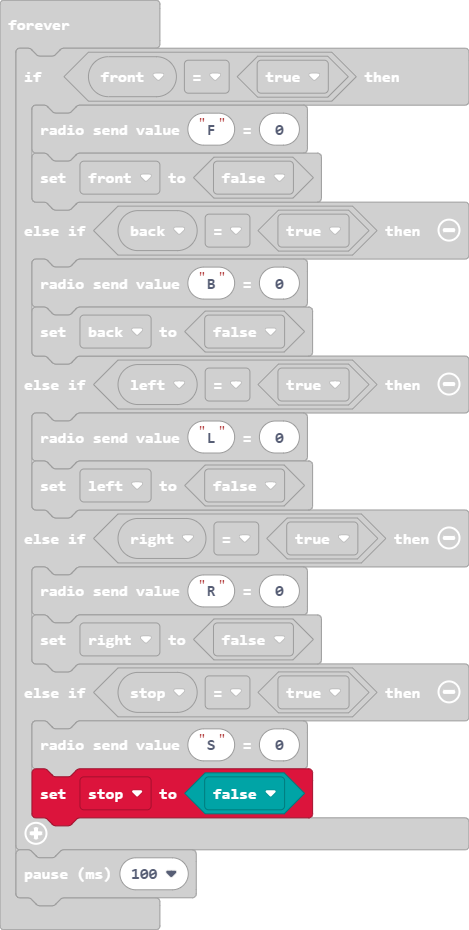 forever
if front = true then
radio send value "F" = 0
set front to false
else if back = true then
radio send value "B" = 0
set back to false
else if left = true then
radio send value "L" = 0
set left to false
else if right = true then
radio send value "R" = 0
set right to false
else if stop = true then
radio send value "S" = 0
set stop to false
pause (ms) 100